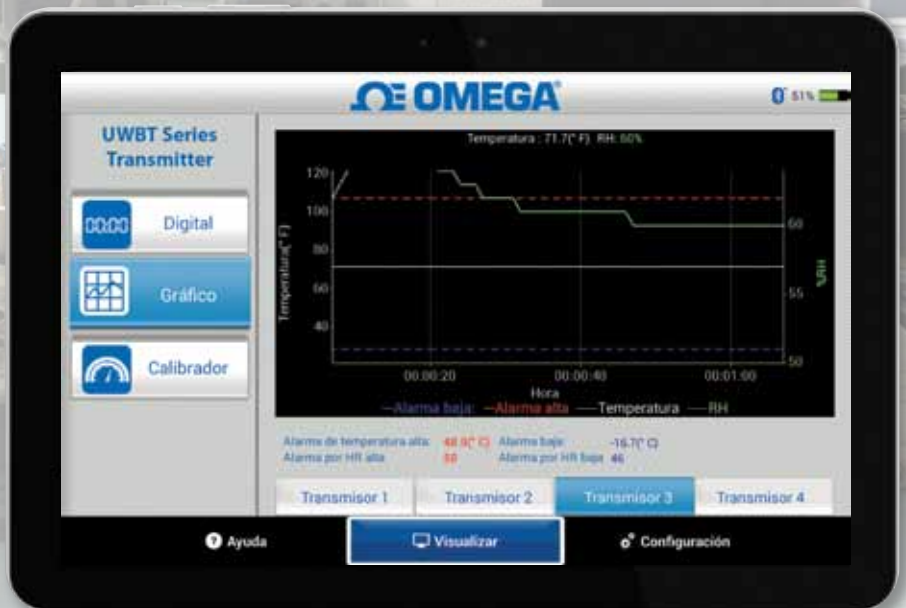 OMEGA
51%
UWBT Series
Transmitter
Digital
Gráfico
Calibrador
Temperatura : 71.7(° F) RH: 60%
120
100
80
60
40
Temperatura(° F)
60
55
50
%RH
00:00:20
00:00:40
00:01:00
Hora
Alarma baja: Alarma alta Temperatura RH
Alarma de temperatura alta: 48.9(° C) Alarma baja: -16.7(° C)
Alarma por HR alta Alarma por HR baja 46
Transmisor 1
Transmisor 2
Transmisor 3
Transmisor 4
? Ayuda
Visualizar
Configuración